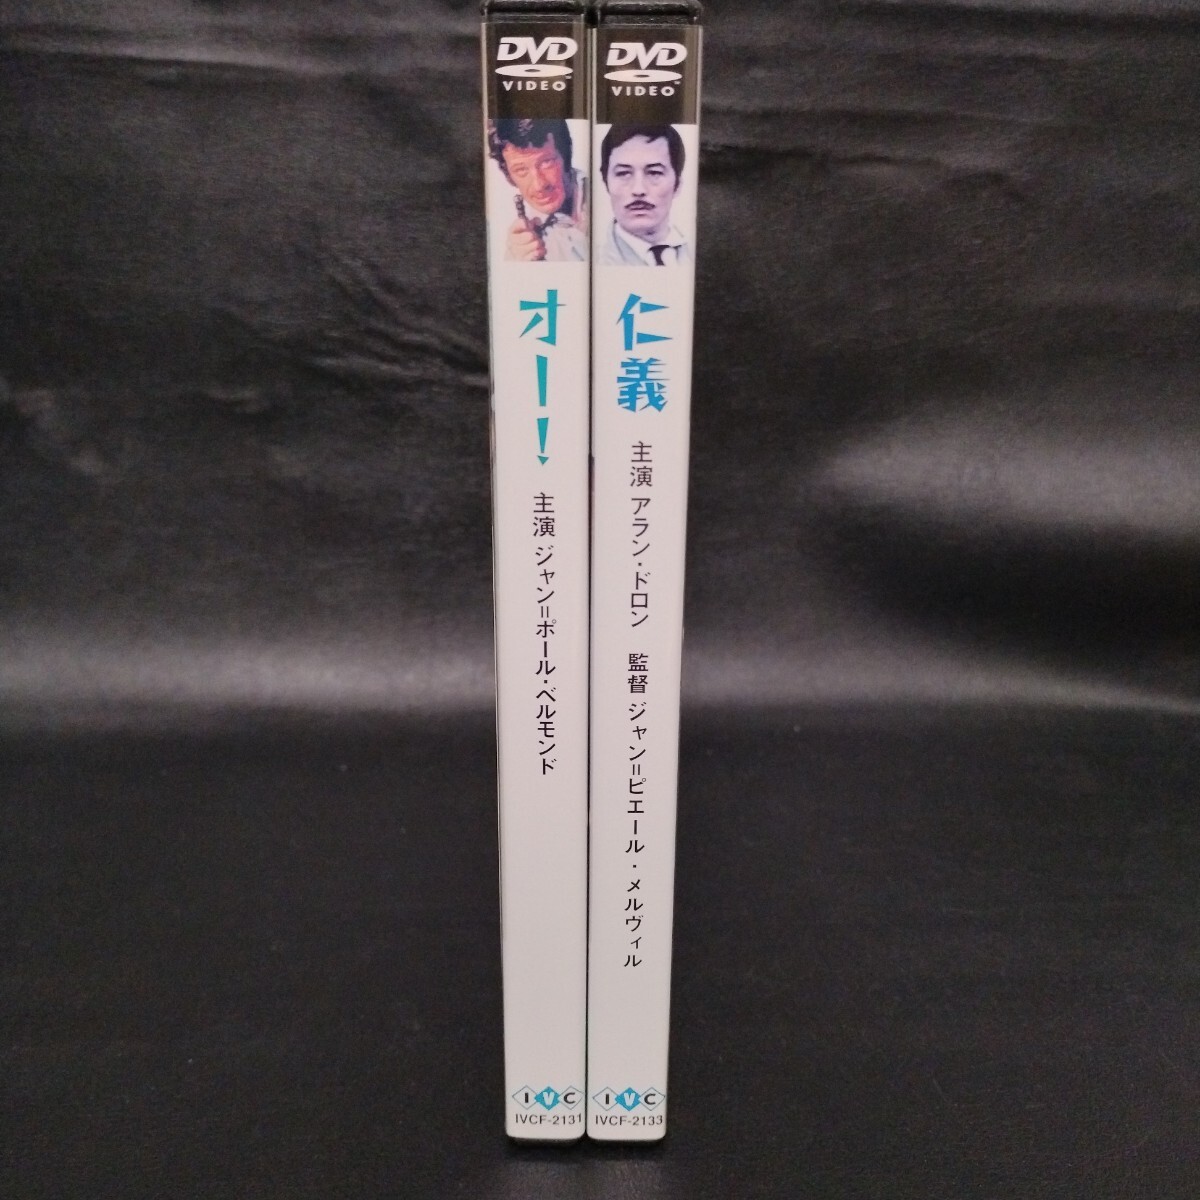 DVD
VIDEO™
オー！
主演 ジャン＝ポール・ベルモンド
IVC
IVCF-2131
DVD
VIDEO™
仁義
主演 アラン・ドロン 監督 ジャン＝ピエール・メルヴィル
IVC
IVCF-2133